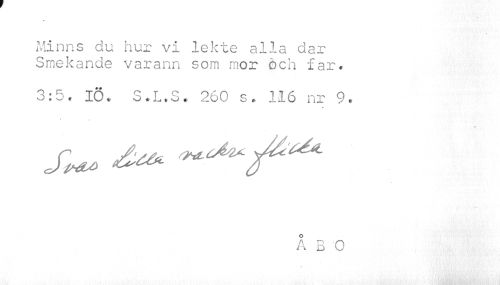 Minns du hur vi lekte alla dar
Smekande varann som mor och far.
3:5. IÖ. S.L.S. 260 s. 116 nr 9.
Svas Lilla vackra flicka
ÅBO